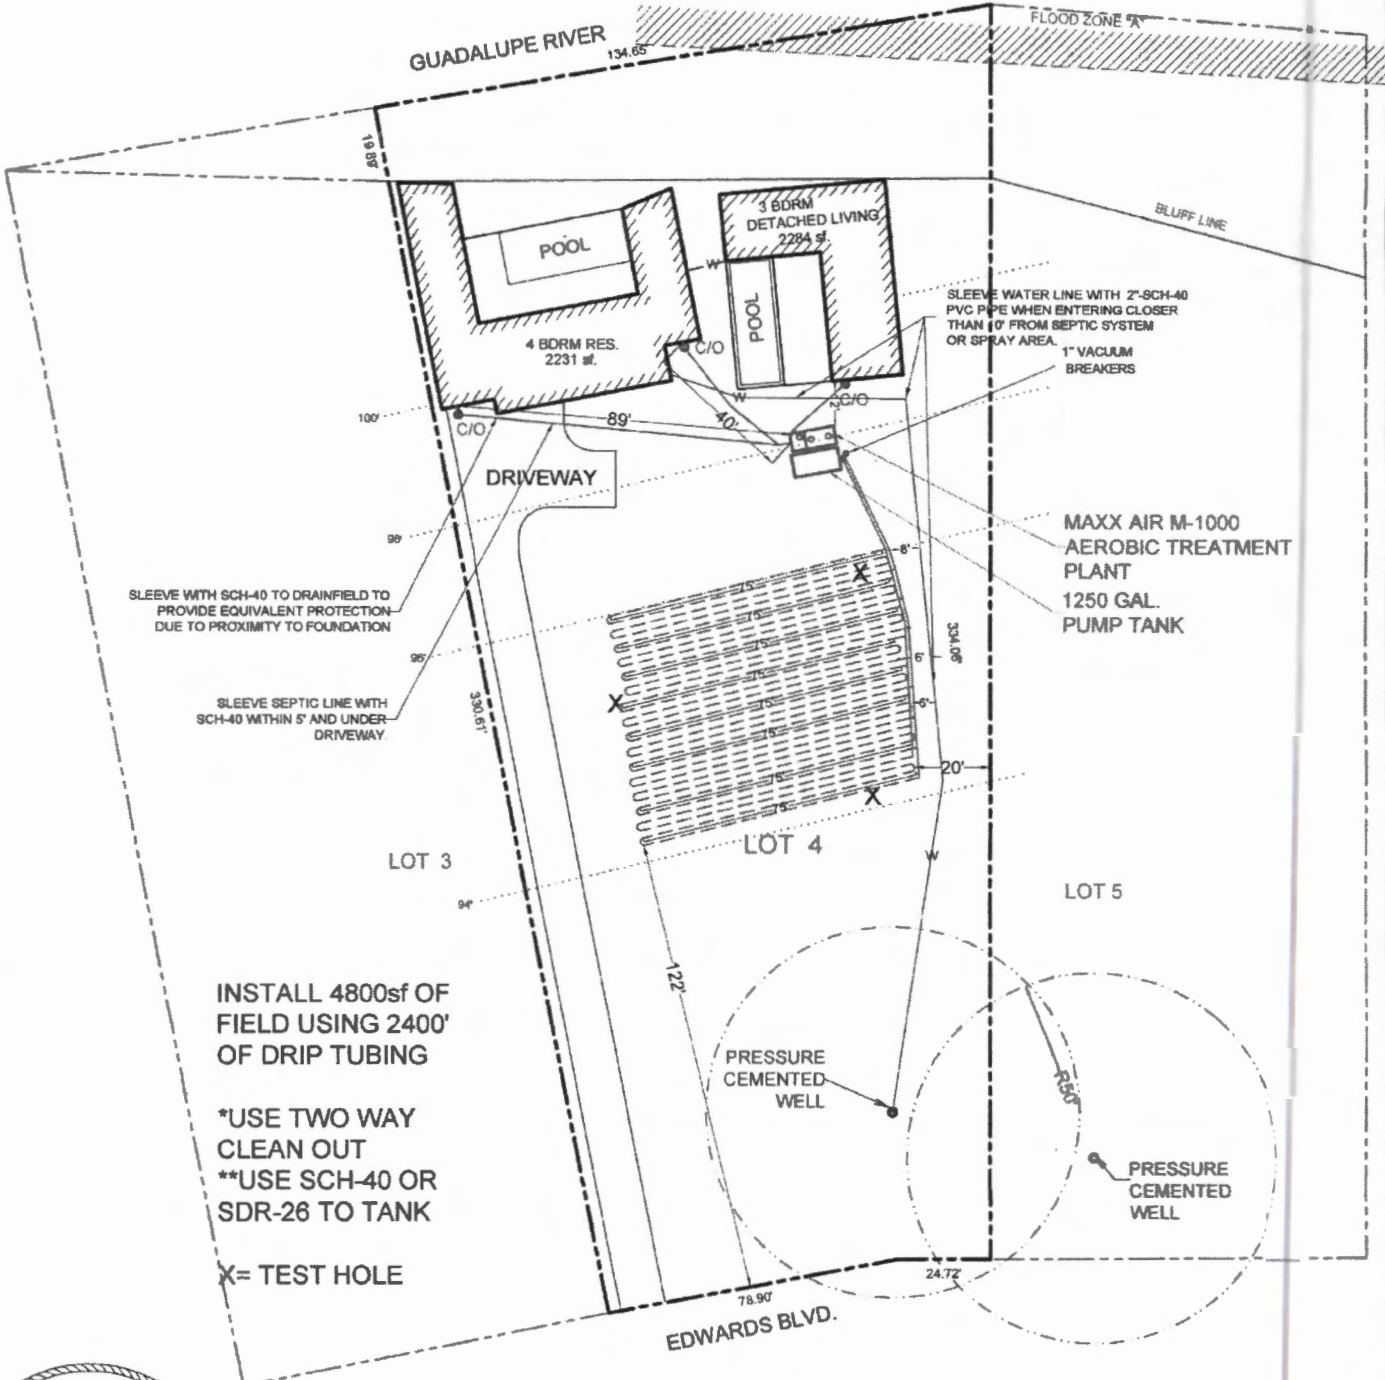 GUADALUPE RIVER
134.65'
FLOOD ZONE "A"
19.89'
BLUFF LINE
3 BDRM
DETACHED LIVING
2284 sf.
POOL
W
POOL
SLEEVE WATER LINE WITH 2"-SCH-40
PVC PIPE WHEN ENTERING CLOSER
THAN 10' FROM SEPTIC SYSTEM
OR SPRAY AREA.
1" VACUUM
BREAKERS
4 BDRM RES.
2231 sf.
C/O
W
C/O
100'
C/O
89'
40'
DRIVEWAY
MAXX AIR M-1000
AEROBIC TREATMENT
PLANT
1250 GAL.
PUMP TANK
98'
8'
X
75'
75'
75'
75'
75'
75'
75'
75'
SLEEVE WITH SCH-40 TO DRAINFIELD TO
PROVIDE EQUIVALENT PROTECTION
DUE TO PROXIMITY TO FOUNDATION
96'
6'
334.06'
SLEEVE SEPTIC LINE WITH
SCH-40 WITHIN 5' AND UNDER
DRIVEWAY.
330.61'
X
6'
20'
X
LOT 3
LOT 4
W
LOT 5
94'
122'
INSTALL 4800sf OF
FIELD USING 2400'
OF DRIP TUBING
*USE TWO WAY
CLEAN OUT
**USE SCH-40 OR
SDR-26 TO TANK
X= TEST HOLE
PRESSURE
CEMENTED
WELL
R50'
PRESSURE
CEMENTED
WELL
24.72'
78.90'
EDWARDS BLVD.